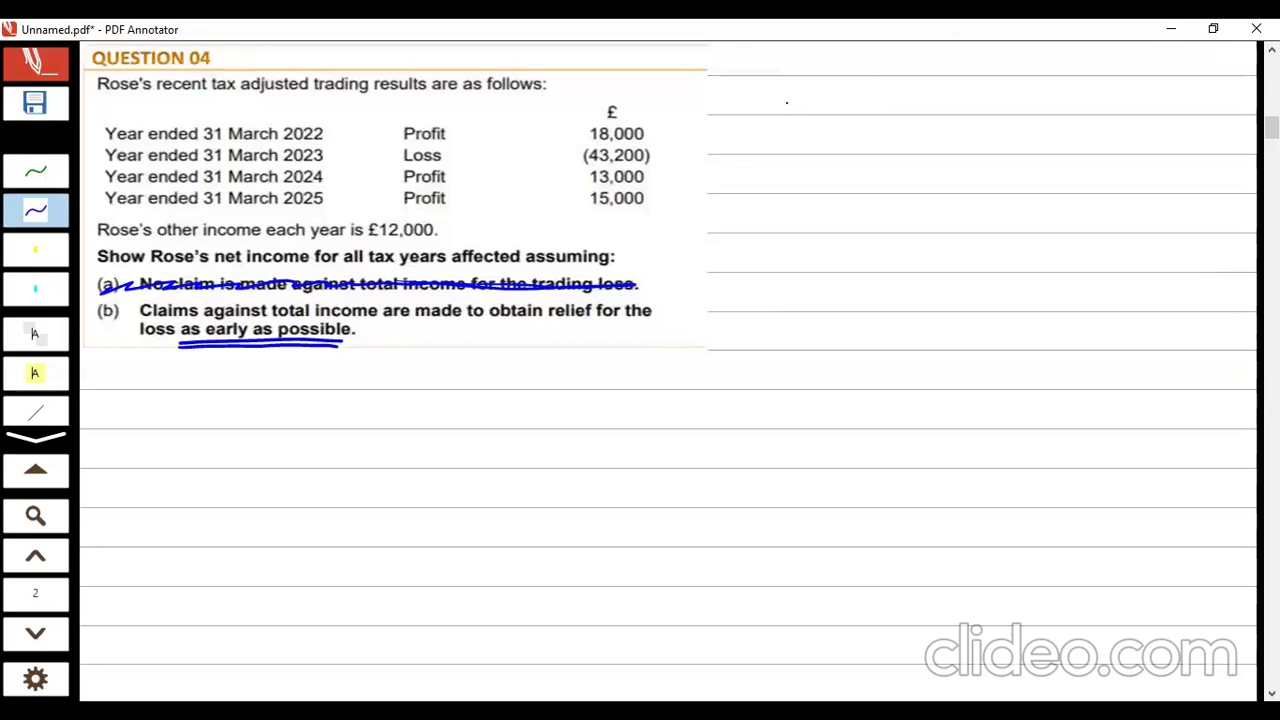 Unnamed.pdf* - PDF Annotator
QUESTION 04
Rose's recent tax adjusted trading results are as follows:
£
Year ended 31 March 2022 Profit 18,000
Year ended 31 March 2023 Loss (43,200)
Year ended 31 March 2024 Profit 13,000
Year ended 31 March 2025 Profit 15,000
Rose's other income each year is £12,000.
Show Rose's net income for all tax years affected assuming:
(a) No claim is made against total income for the trading loss.
(b) Claims against total income are made to obtain relief for the
loss as early as possible.
A
A
2
clideo.com